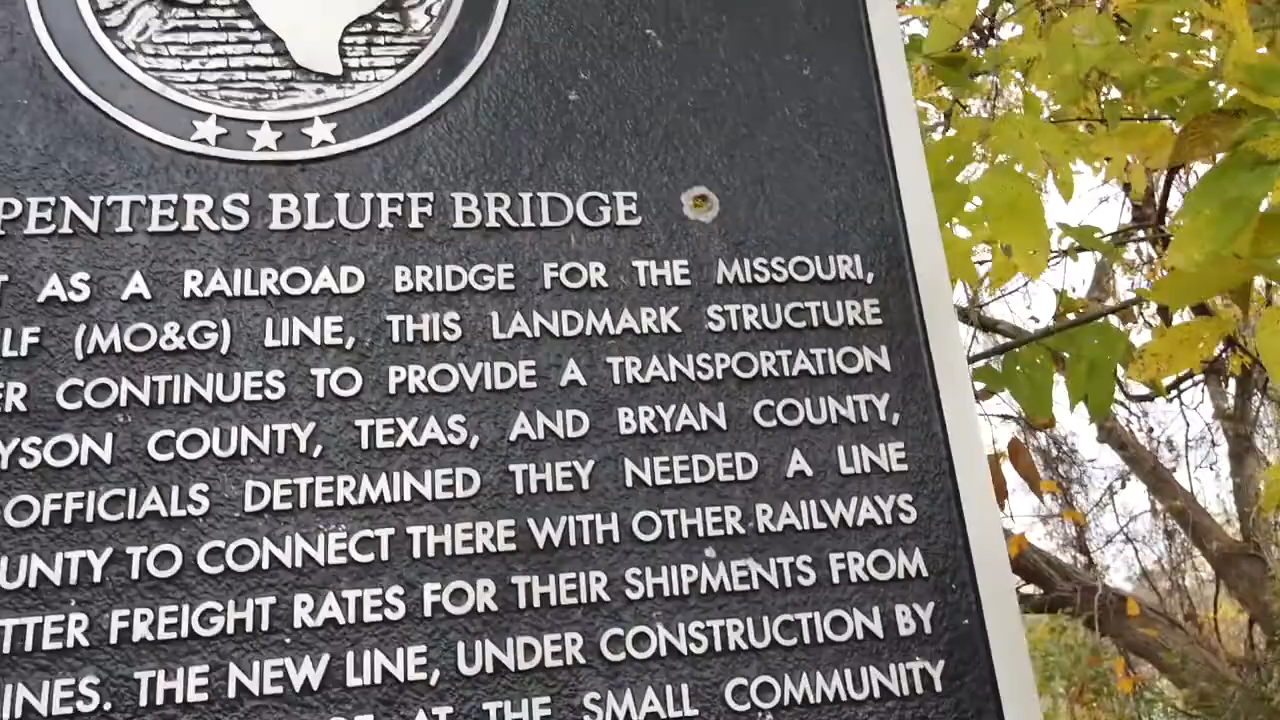 PENTERS BLUFF BRIDGE
AS A RAILROAD BRIDGE FOR THE MISSOURI,
LF (MO&G) LINE, THIS LANDMARK STRUCTURE
ER CONTINUES TO PROVIDE A TRANSPORTATION
YSON COUNTY, TEXAS, AND BRYAN COUNTY,
OFFICIALS DETERMINED THEY NEEDED A LINE
UNTY TO CONNECT THERE WITH OTHER RAILWAYS
TTER FREIGHT RATES FOR THEIR SHIPMENTS FROM
INES. THE NEW LINE, UNDER CONSTRUCTION BY
AT THE SMALL COMMUNITY